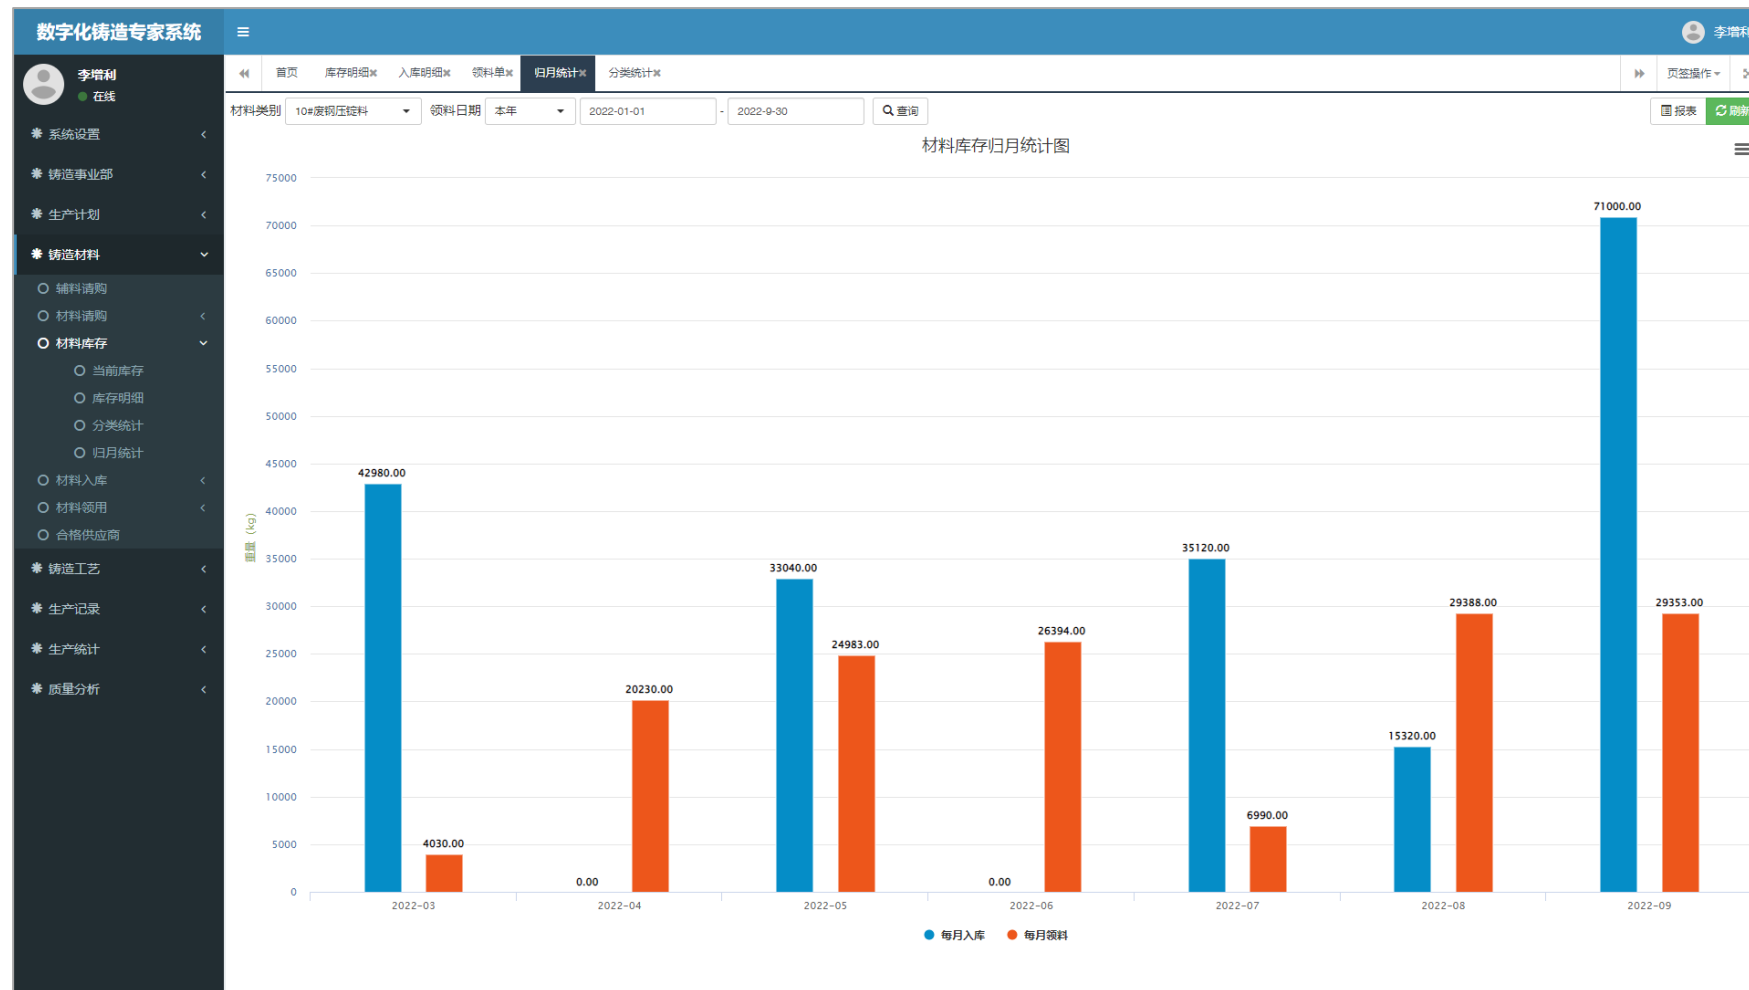 数字化铸造专家系统
李增利
李增利
在线
系统设置
铸造事业部
生产计划
铸造材料
辅料请购
材料请购
材料库存
当前库存
库存明细
分类统计
归月统计
材料入库
材料领用
合格供应商
铸造工艺
生产记录
生产统计
质量分析
首页 库存明细 入库明细 领料单 归月统计 分类统计 页签操作
材料类别 10#废钢压锭料 领料日期 本年 2022-01-01 - 2022-9-30 查询 报表 刷新
材料库存归月统计图
重量（kg）
75000
70000
65000
60000
55000
50000
45000
40000
35000
30000
25000
20000
15000
10000
5000
0
42980.00
4030.00
0.00
20230.00
33040.00
24983.00
0.00
26394.00
35120.00
6990.00
15320.00
29388.00
71000.00
29353.00
2022-03 2022-04 2022-05 2022-06 2022-07 2022-08 2022-09
每月入库 每月领料